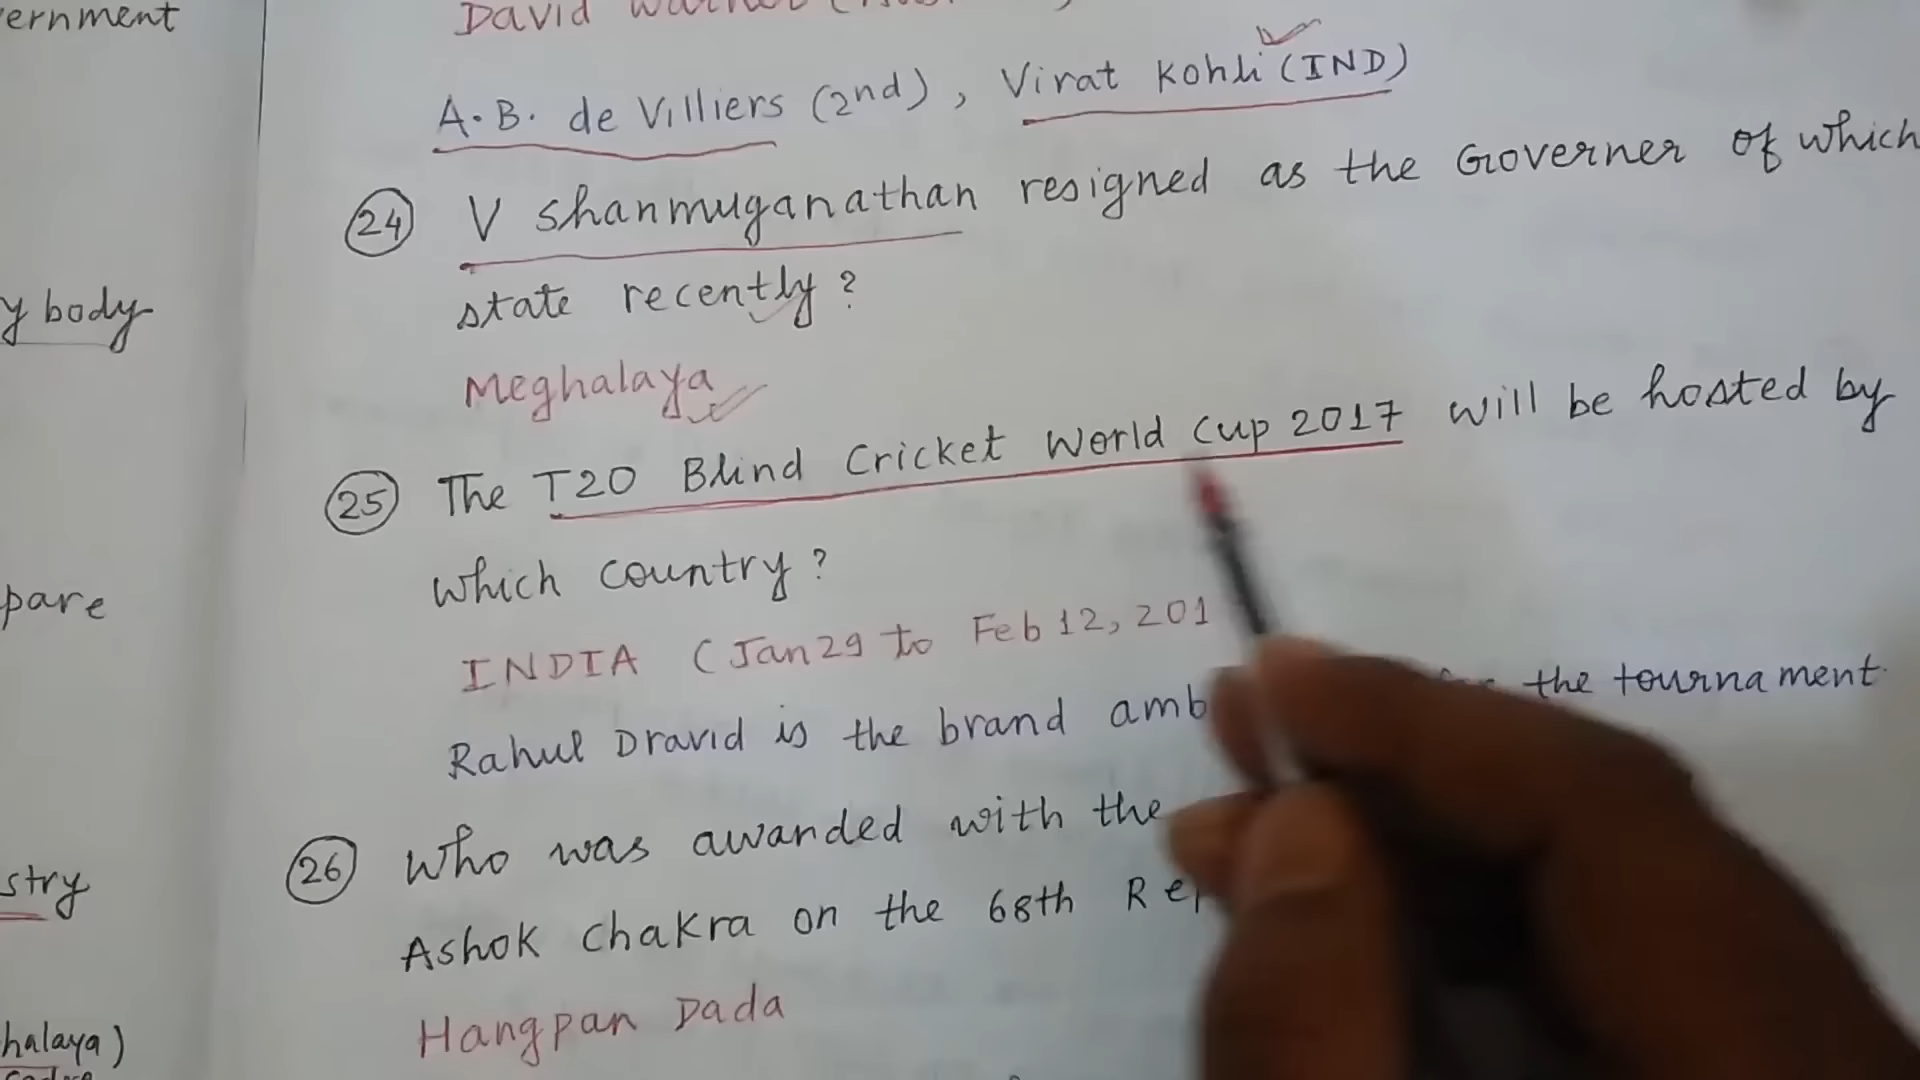 ernment
y body
pare
stry
halaya)
David
A.B. de Villiers (2nd), Virat Kohli (IND)
24 V Shanmuganathan resigned as the Governer of which
state recently?
Meghalaya
25 The T20 Blind Cricket World Cup 2017 will be hosted by
which country?
INDIA (Jan 29 to Feb 12, 201
Rahul Dravid is the brand amb the tournament
26 Who was awarded with the
Ashok Chakra on the 68th Rep
Hangpan Dada